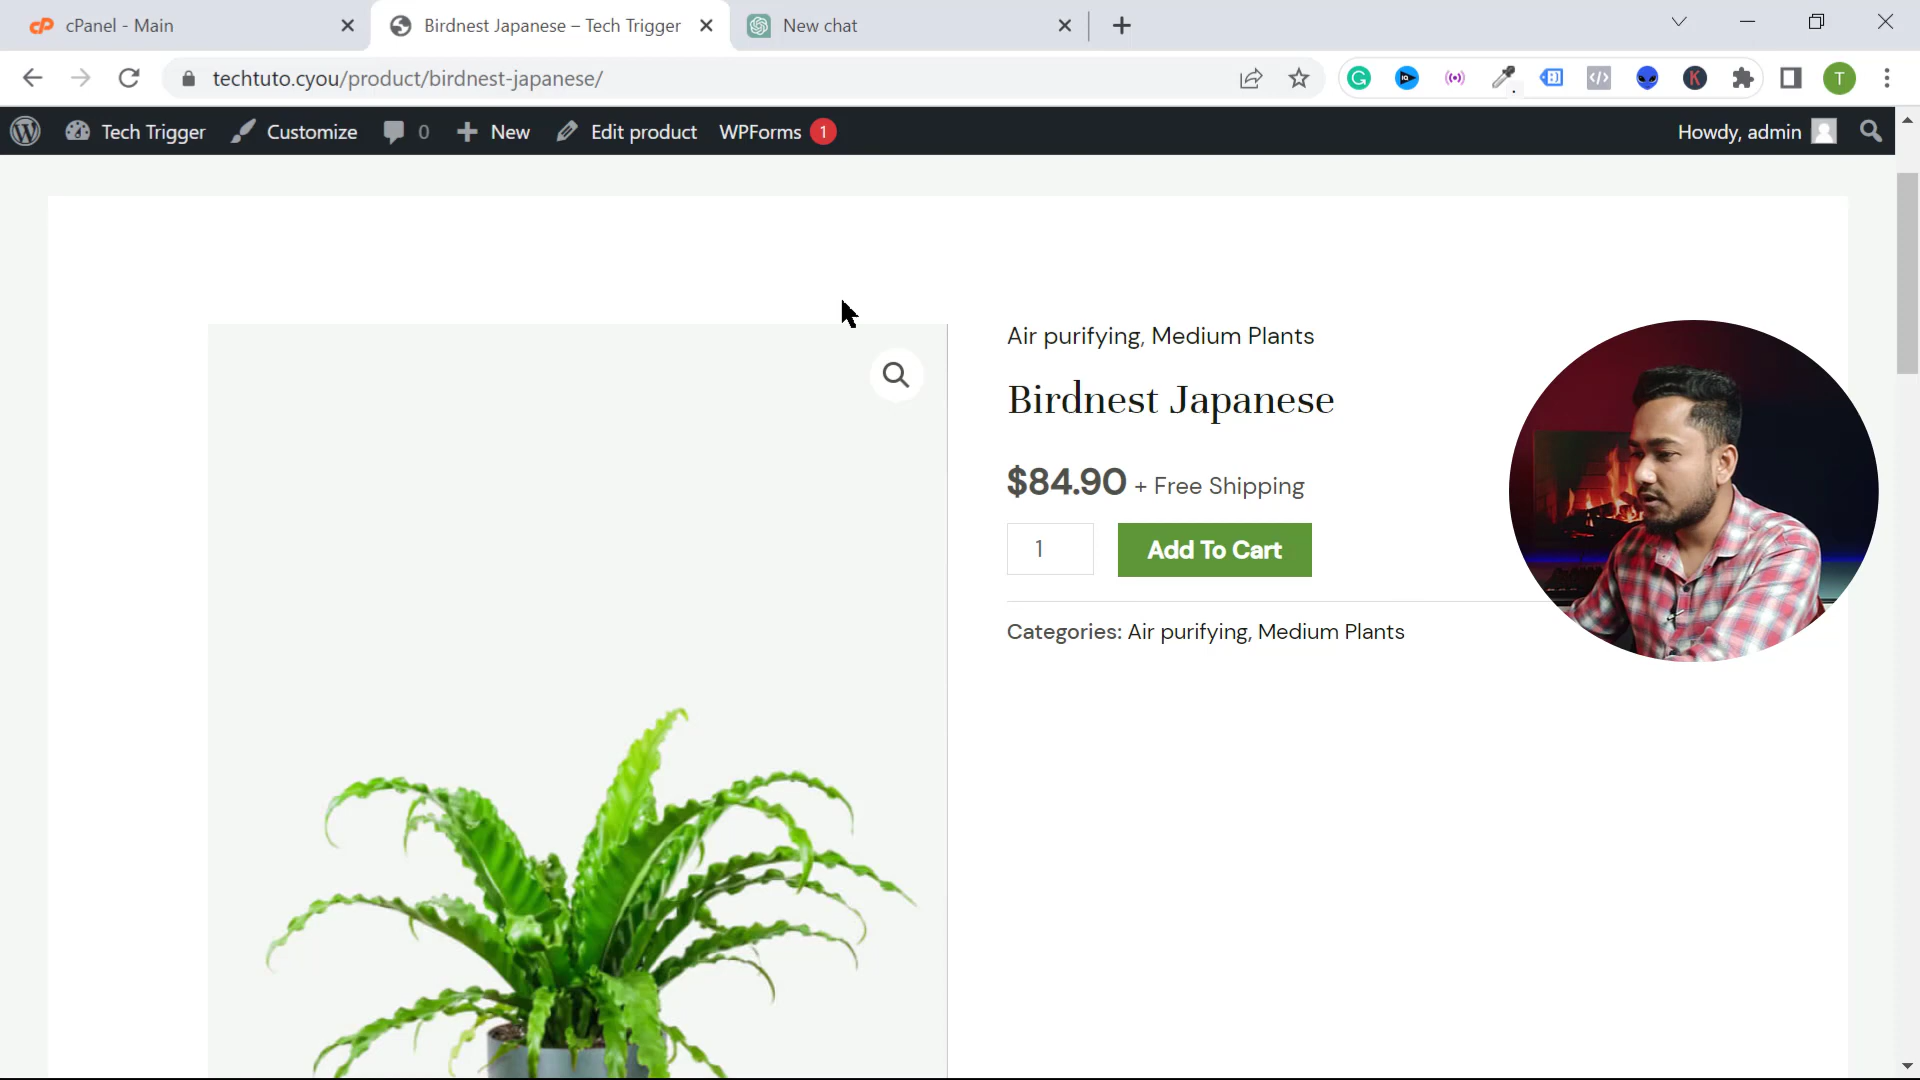 cPanel - Main
Birdnest Japanese – Tech Trigger
New chat
techtuto.cyou/product/birdnest-japanese/
T
Tech Trigger
Customize
0
New
Edit product
WPForms 1
Howdy, admin
Air purifying, Medium Plants
Birdnest Japanese
$84.90 + Free Shipping
1
Add To Cart
Categories: Air purifying, Medium Plants